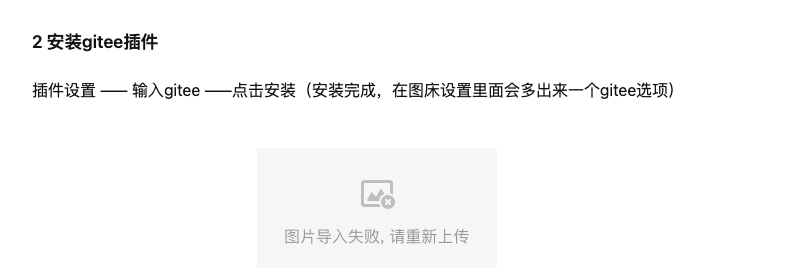 2 安装gitee插件
插件设置 —— 输入gitee ——点击安装（安装完成，在图床设置里面会多出来一个gitee选项）
图片导入失败, 请重新上传